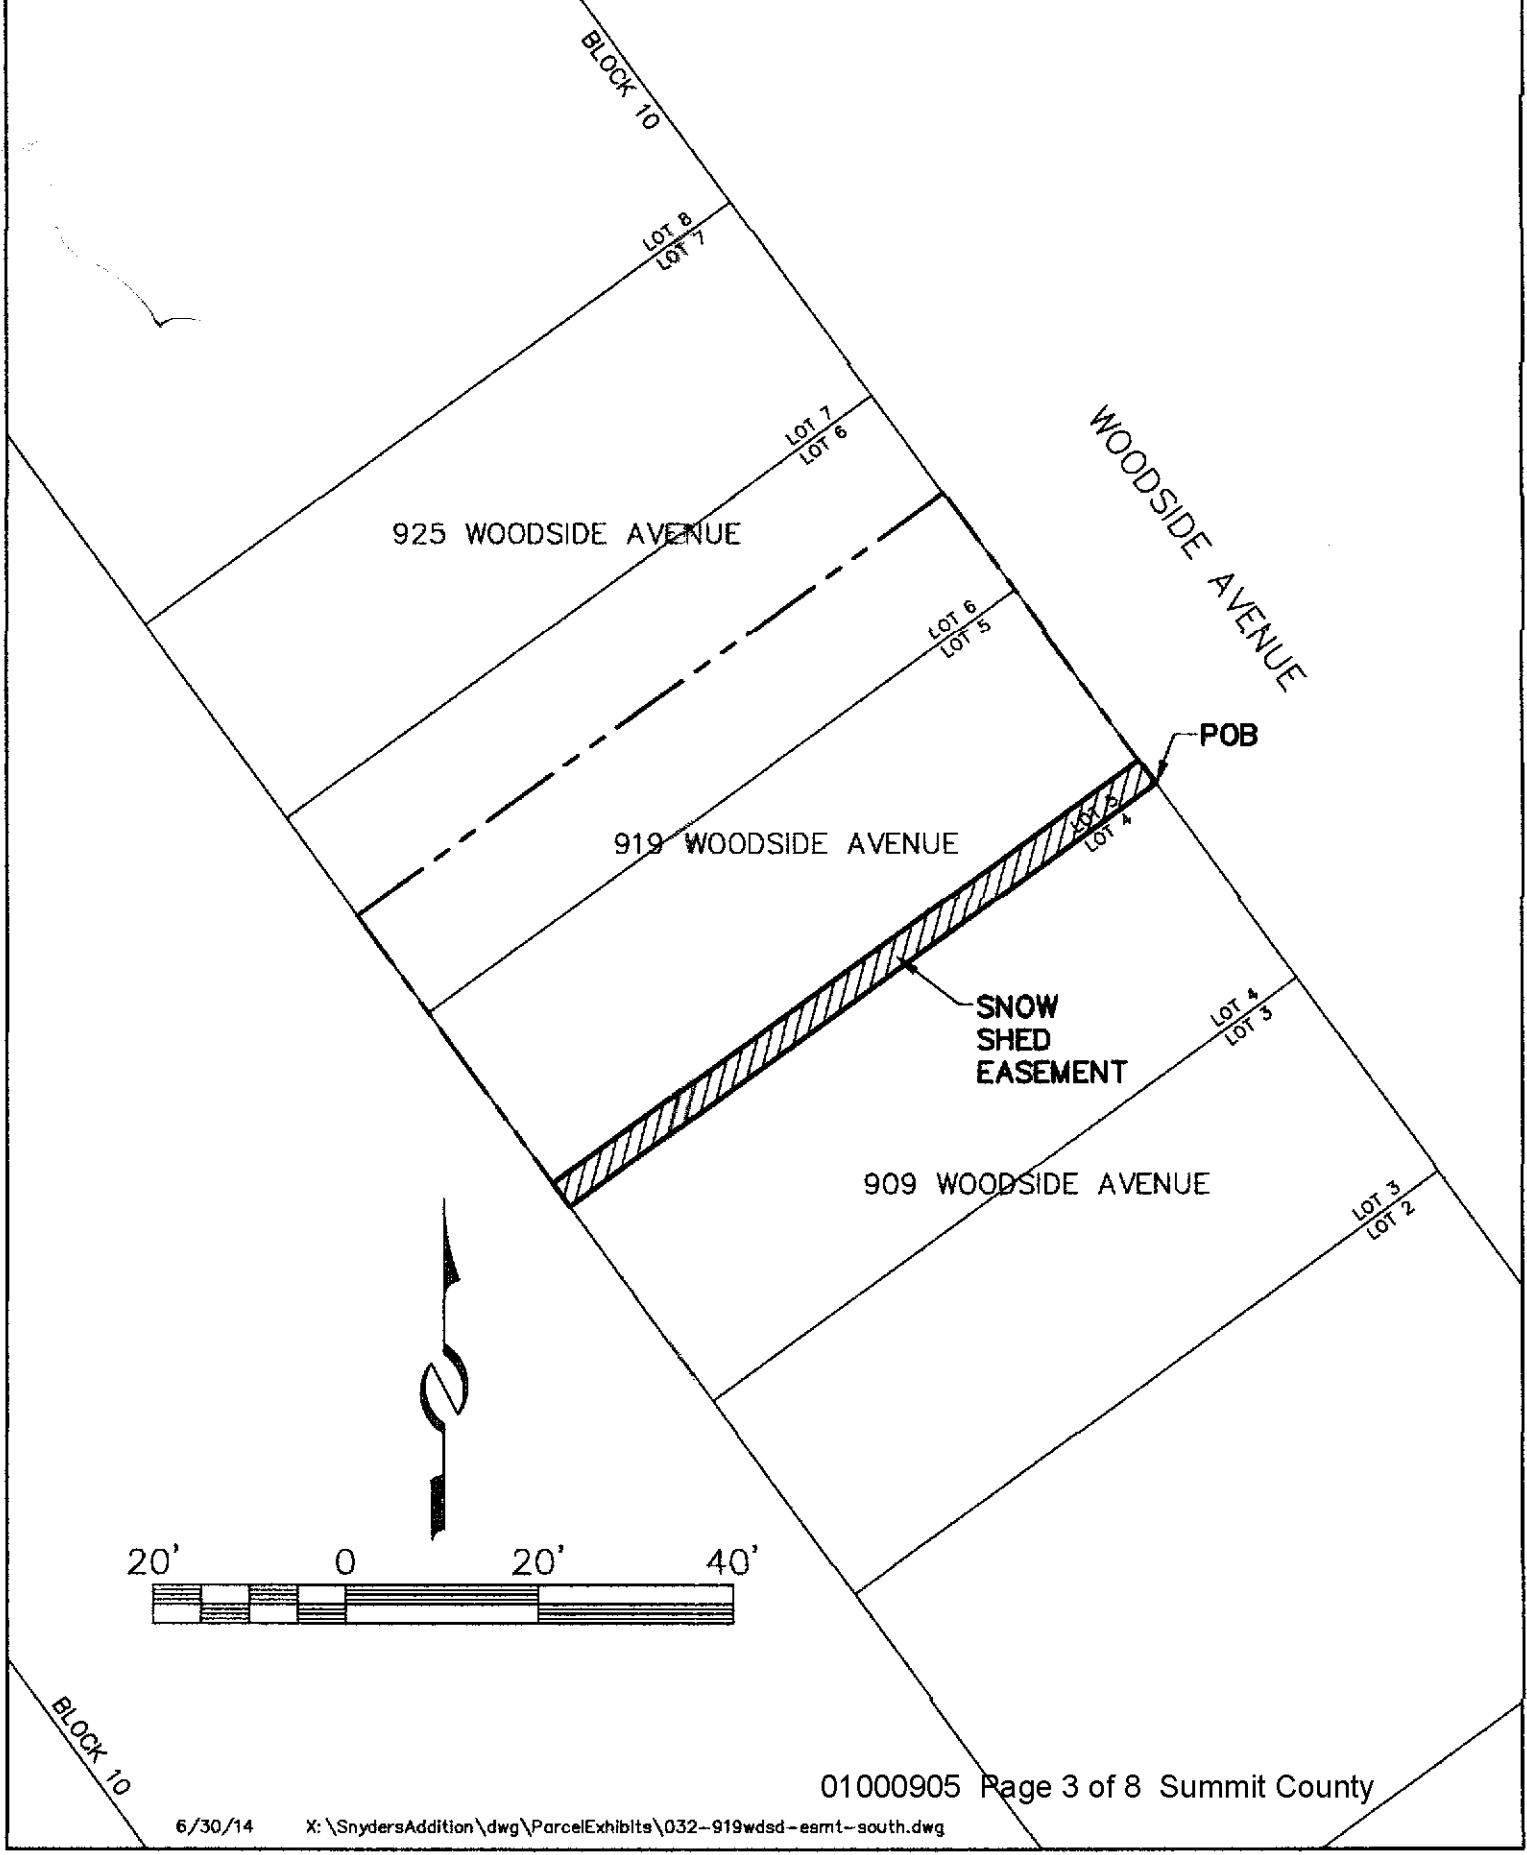 BLOCK 10
LOT 8
LOT 7
LOT 7
LOT 6
WOODSIDE AVENUE
925 WOODSIDE AVENUE
LOT 6
LOT 5
POB
LOT 5
LOT 4
919 WOODSIDE AVENUE
SNOW
SHED
EASEMENT
LOT 4
LOT 3
909 WOODSIDE AVENUE
LOT 3
LOT 2
20' 0 20' 40'
BLOCK 10
01000905 Page 3 of 8 Summit County
6/30/14 X:\SnydersAddition\dwg\ParcelExhibits\032-919wdsd-esmt-south.dwg